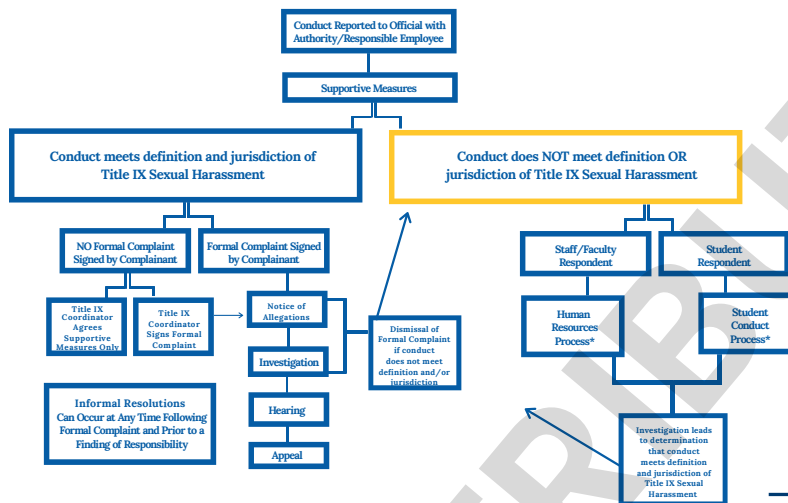 Conduct Reported to Official with
Authority/Responsible Employee
Supportive Measures
Conduct meets definition and jurisdiction of
Title IX Sexual Harassment
Conduct does NOT meet definition OR
jurisdiction of Title IX Sexual Harassment
NO Formal Complaint
Signed by Complainant
Formal Complaint Signed
by Complainant
Staff/Faculty
Respondent
Student
Respondent
Title IX
Coordinator
Agrees
Supportive
Measures Only
Title IX
Coordinator
Signs Formal
Complaint
Notice of
Allegations
Investigation
Hearing
Appeal
Dismissal of
Formal Complaint
if conduct
does not meet
definition and/or
jurisdiction
Human
Resources
Process*
Student
Conduct
Process*
Informal Resolutions
Can Occur at Any Time Following
Formal Complaint and Prior to a
Finding of Responsibility
Investigation leads
to determination
that conduct
meets definition
and jurisdiction of
Title IX Sexual
Harassment